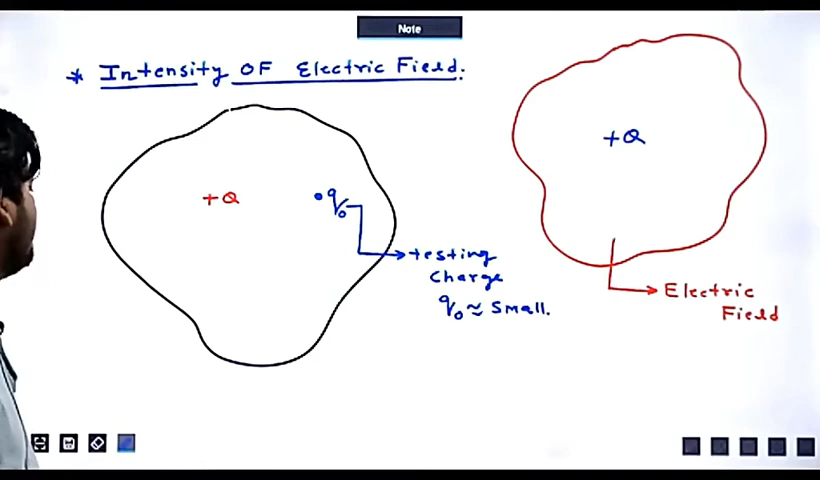 Note
* Intensity OF Electric Field.
+Q
+Q
q₀
testing
Charge
q₀ ≈ Small.
Electric
Field